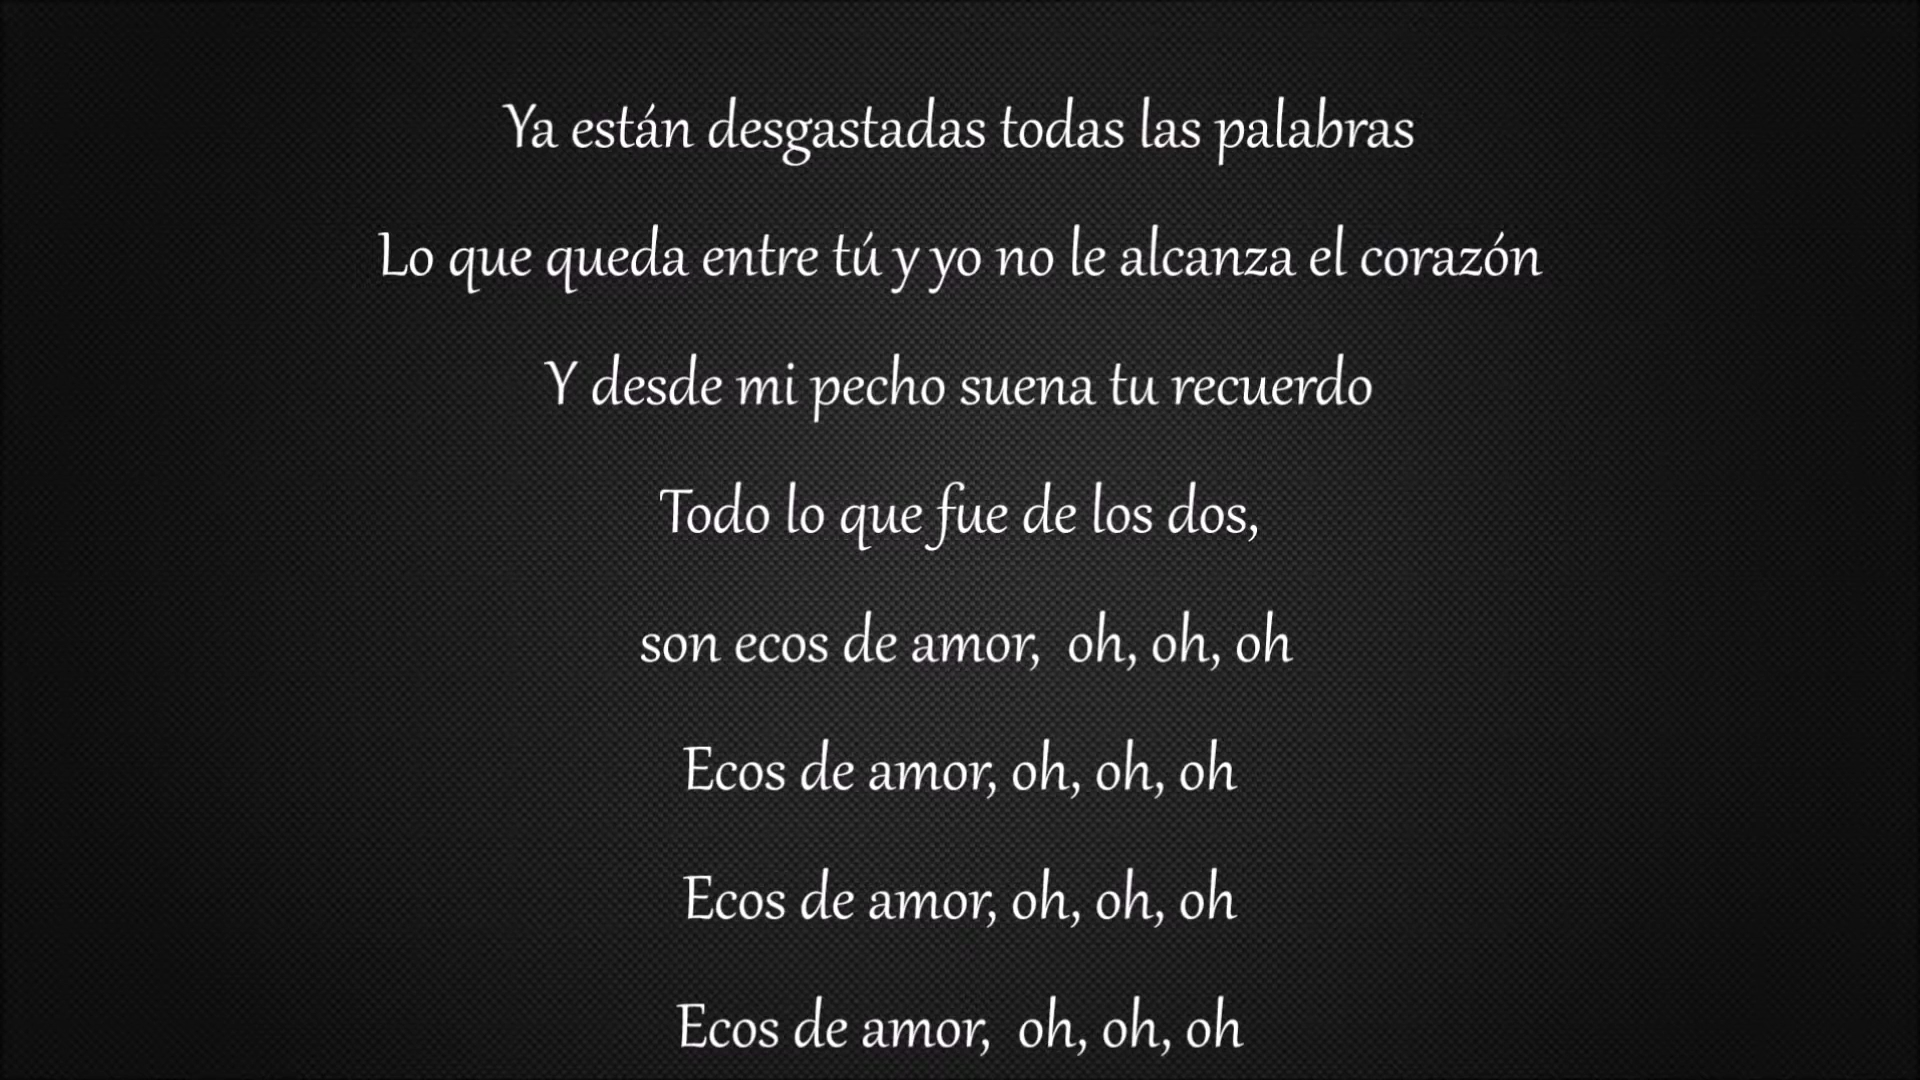 Ya están desgastadas todas las palabras
Lo que queda entre tú y yo no le alcanza el corazón
Y desde mi pecho suena tu recuerdo
Todo lo que fue de los dos,
son ecos de amor,  oh, oh, oh
Ecos de amor, oh, oh, oh
Ecos de amor, oh, oh, oh
Ecos de amor,  oh, oh, oh